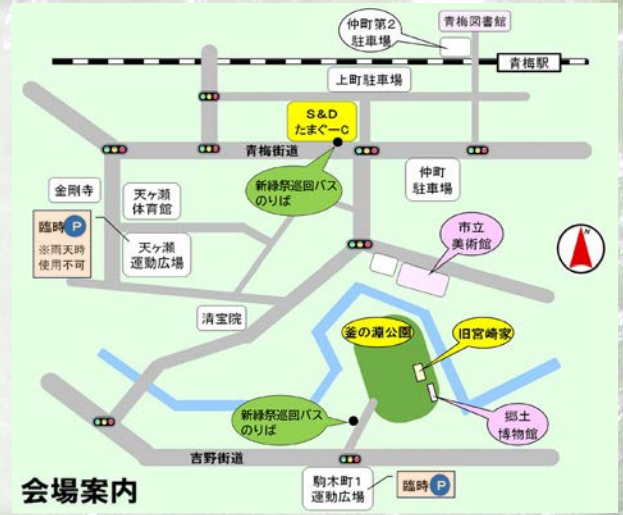 青梅図書館
仲町第2
駐車場
青梅駅
上町駐車場
S&D
たまぐーC
青梅街道
仲町
駐車場
新緑祭巡回バス
のりば
金剛寺
天ヶ瀬
体育館
臨時 P
※雨天時
使用不可
天ヶ瀬
運動広場
市立
美術館
N
清宝院
釜の淵公園
旧宮崎家
新緑祭巡回バス
のりば
郷土
博物館
吉野街道
駒木町1
運動広場
臨時 P
会場案内